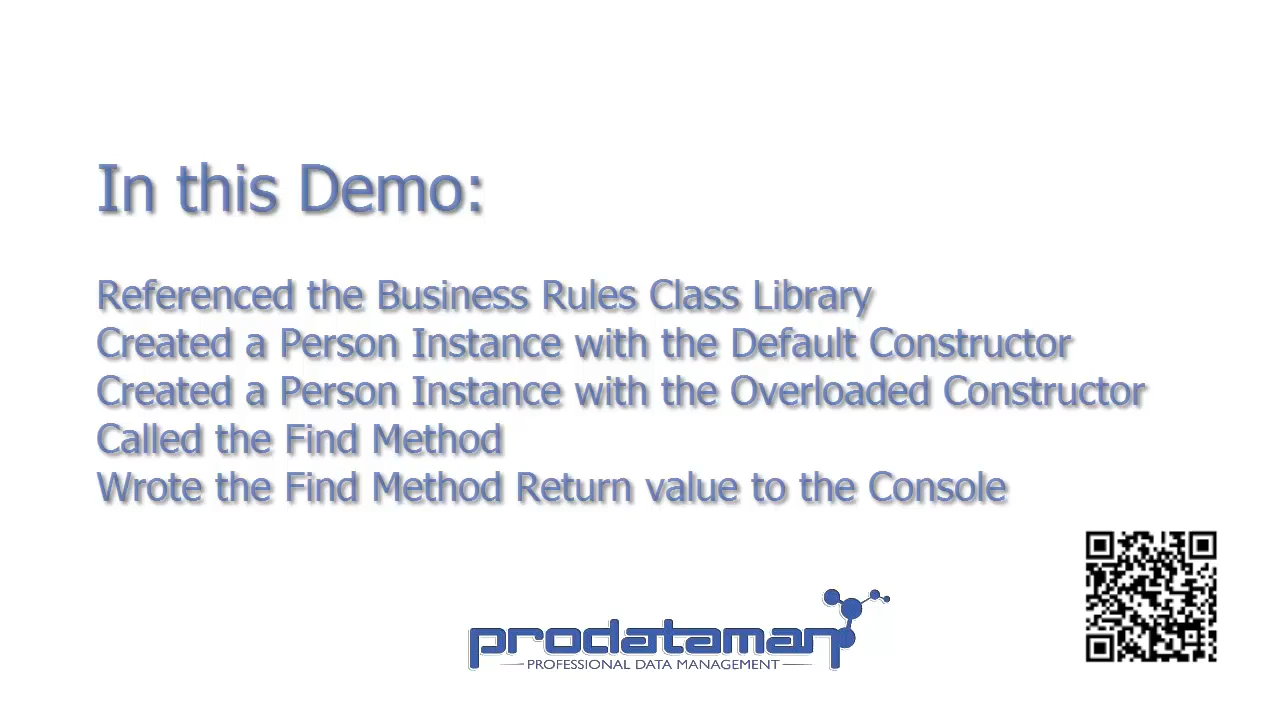 In this Demo:
Referenced the Business Rules Class Library
Created a Person Instance with the Default Constructor
Created a Person Instance with the Overloaded Constructor
Called the Find Method
Wrote the Find Method Return value to the Console
prodataman
PROFESSIONAL DATA MANAGEMENT